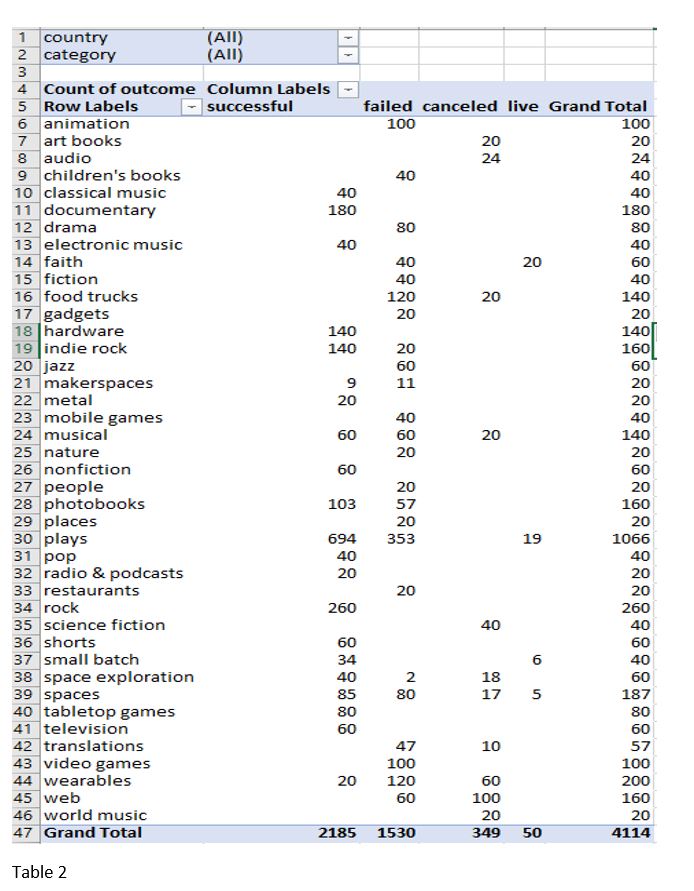 1 country (All)
2 category (All)
3
4 Count of outcome Column Labels
5 Row Labels successful failed canceled live Grand Total
6 animation 100 100
7 art books 20 20
8 audio 24 24
9 children's books 40 40
10 classical music 40 40
11 documentary 180 180
12 drama 80 80
13 electronic music 40 40
14 faith 40 20 60
15 fiction 40 40
16 food trucks 120 20 140
17 gadgets 20 20
18 hardware 140 140
19 indie rock 140 20 160
20 jazz 60 60
21 makerspaces 9 11 20
22 metal 20 20
23 mobile games 40 40
24 musical 60 60 20 140
25 nature 20 20
26 nonfiction 60 60
27 people 20 20
28 photobooks 103 57 160
29 places 20 20
30 plays 694 353 19 1066
31 pop 40 40
32 radio & podcasts 20 20
33 restaurants 20 20
34 rock 260 260
35 science fiction 40 40
36 shorts 60 60
37 small batch 34 6 40
38 space exploration 40 2 18 60
39 spaces 85 80 17 5 187
40 tabletop games 80 80
41 television 60 60
42 translations 47 10 57
43 video games 100 100
44 wearables 20 120 60 200
45 web 60 100 160
46 world music 20 20
47 Grand Total 2185 1530 349 50 4114
Table 2